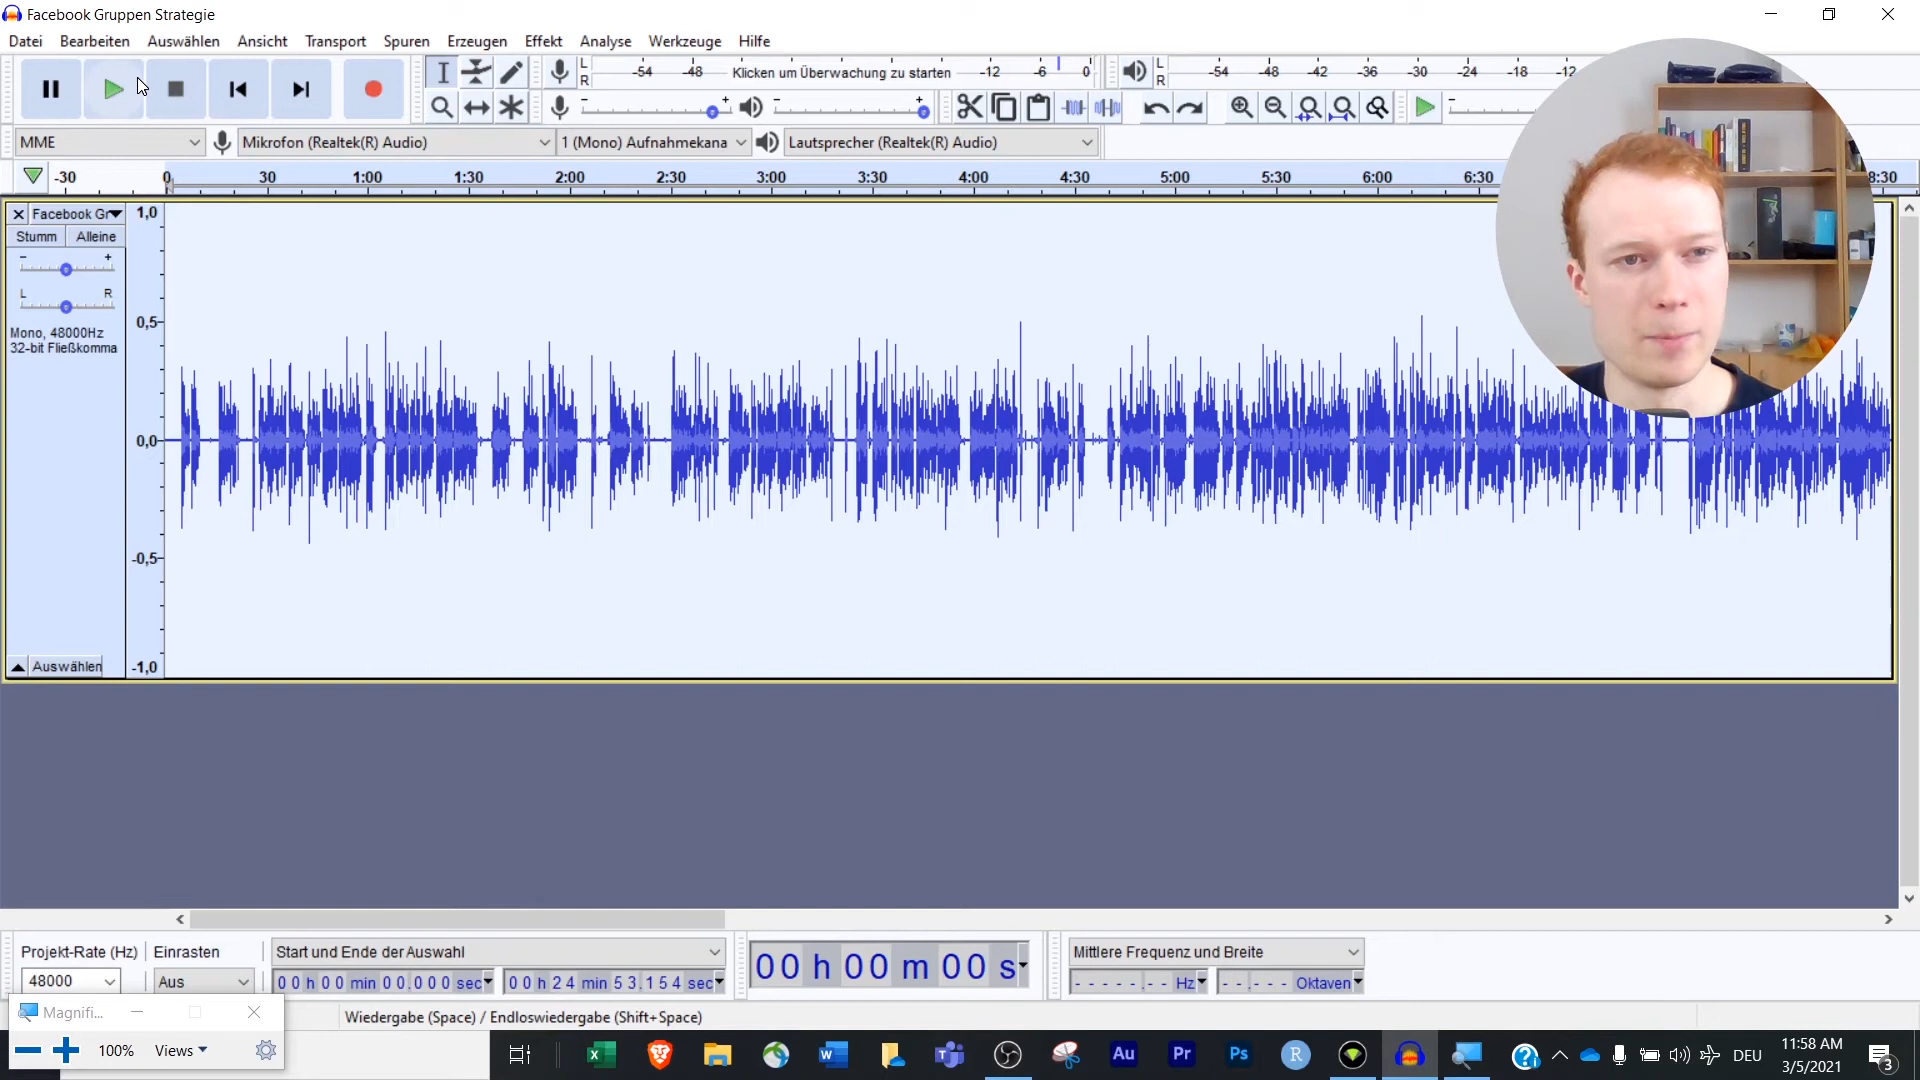 Facebook Gruppen Strategie
Datei Bearbeiten Auswählen Ansicht Transport Spuren Erzeugen Effekt Analyse Werkzeuge Hilfe
L
R
-54 -48 Klicken um Überwachung zu starten -12 -6 0
L
R
-54 -48 -42 -36 -30 -24 -18 -12
- +
- +
-
MME
Mikrofon (Realtek(R) Audio)
1 (Mono) Aufnahmekana
Lautsprecher (Realtek(R) Audio)
-30 0 30 1:00 1:30 2:00 2:30 3:00 3:30 4:00 4:30 5:00 5:30 6:00 6:30 8:30
Facebook Gr
Stumm Alleine
- +
L R
Mono, 48000Hz
32-bit Fließkomma
Auswählen
1,0
0,5
0,0
-0,5
-1,0
Projekt-Rate (Hz) Einrasten Start und Ende der Auswahl
48000 Aus 00 h 00 min 00.000 sec 00 h 24 min 53.154 sec
00 h 00 m 00 s
Mittlere Frequenz und Breite
- - - - - . - - Hz - - . - - - Oktaven
Magnifi...
100% Views
Wiedergabe (Space) / Endloswiedergabe (Shift+Space)
Au Pr Ps R
DEU
11:58 AM
3/5/2021
3